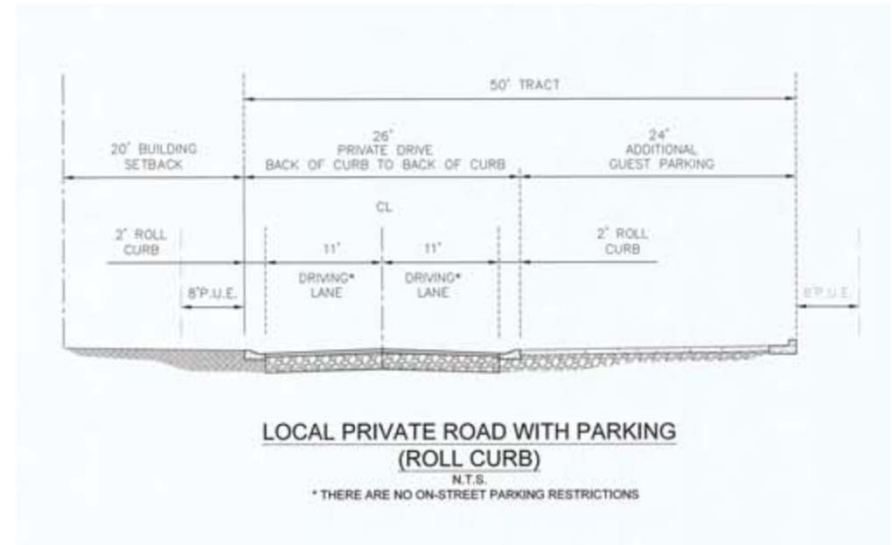 50' TRACT
20' BUILDING
SETBACK
26'
PRIVATE DRIVE
BACK OF CURB TO BACK OF CURB
24'
ADDITIONAL
GUEST PARKING
CL
2' ROLL
CURB
11'
11'
2' ROLL
CURB
DRIVING*
LANE
DRIVING*
LANE
8'P.U.E.
8'P.U.E.
LOCAL PRIVATE ROAD WITH PARKING
(ROLL CURB)
N.T.S.
* THERE ARE NO ON-STREET PARKING RESTRICTIONS